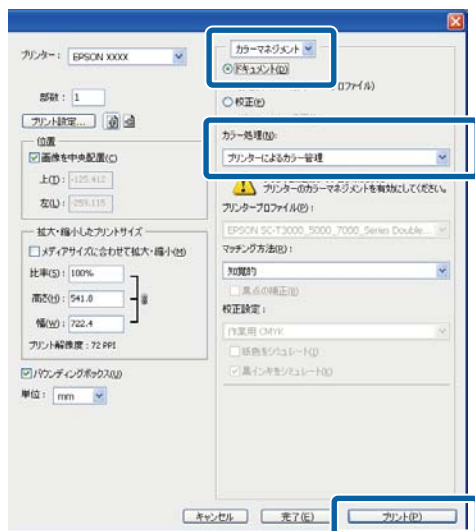 プリンター： EPSON XXXX
部数： 1
プリント設定...
位置
画像を中央配置(C)
上(T)： -125.412
左(L)： -259.115
拡大・縮小したプリントサイズ
メディアサイズに合わせて拡大・縮小(M)
比率(S)： 100%
高さ(H)： 541.0
幅(W)： 722.4
プリント解像度：72 PPI
バウンディングボックス(U)
単位： mm
カラーマネジメント
ドキュメント(D)
ロファイル)
校正(F)
カラー処理(N)：
プリンターによるカラー管理
プリンターのカラーマネジメントを有効にしてください。
プリンタープロファイル(P)：
EPSON SC-T3000_5000_7000_Series Double...
マッチング方法(R)：
知覚的
黒点の補正(B)
校正設定：
作業用 CMYK
紙色をシミュレート(I)
黒インキをシミュレート(K)
キャンセル 完了(E) プリント(P)